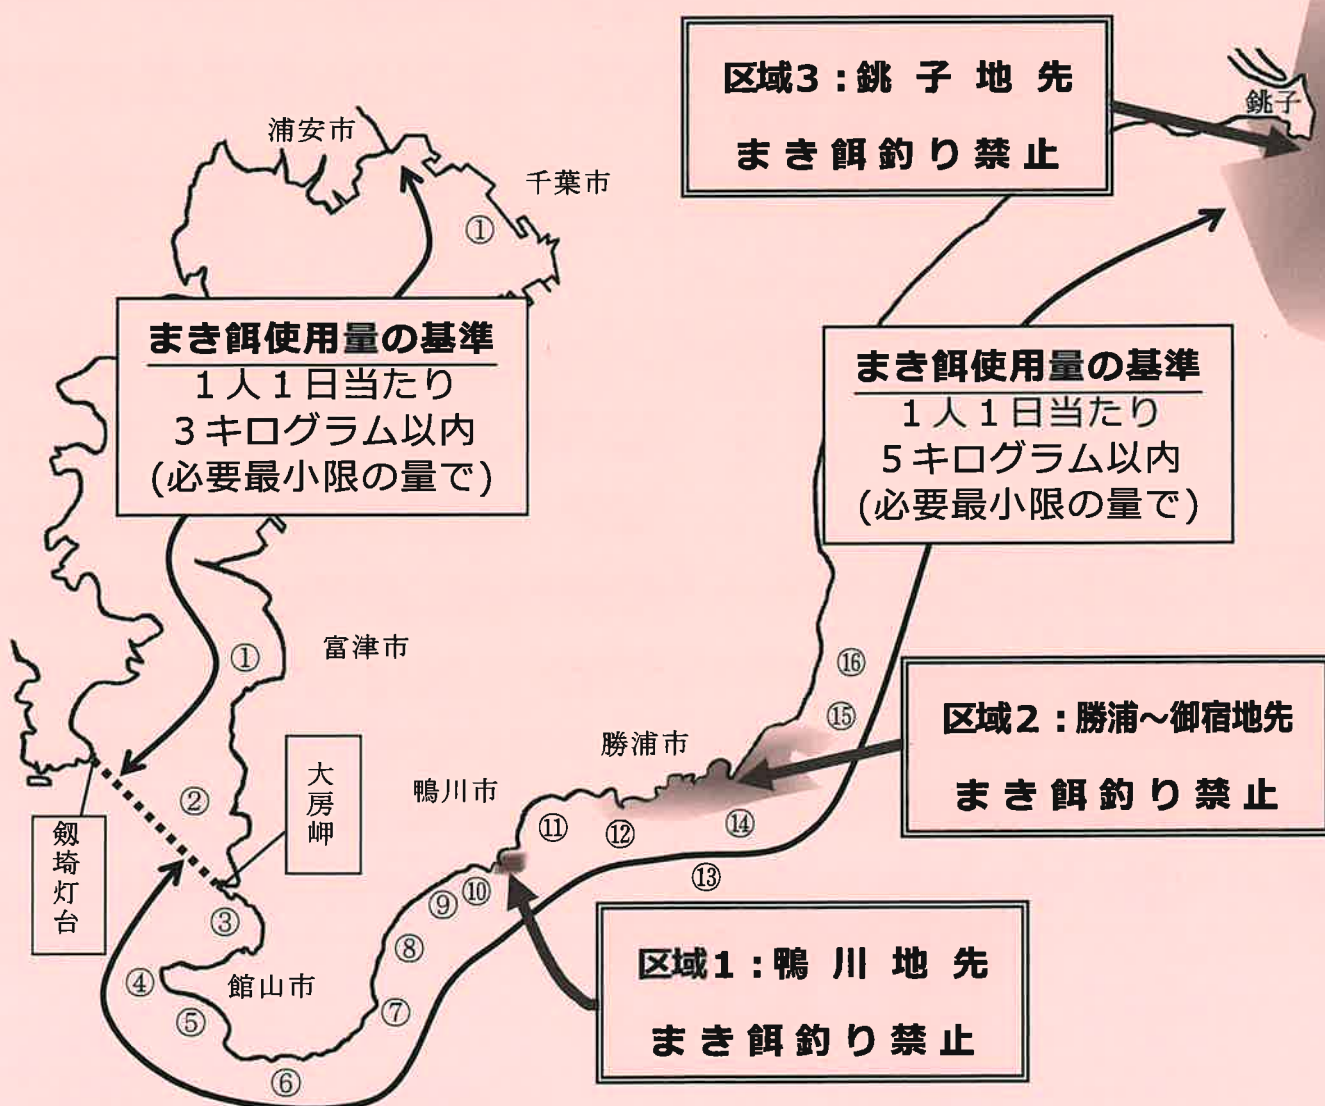 区域3:銚子地先
まき餌釣り禁止
銚子
浦安市
千葉市
①
まき餌使用量の基準
1人1日当たり
3キログラム以内
(必要最小限の量で)
まき餌使用量の基準
1人1日当たり
5キログラム以内
(必要最小限の量で)
①
富津市
⑯
⑮
区域2:勝浦~御宿地先
まき餌釣り禁止
勝浦市
鴨川市
大房岬
②
剱埼灯台
⑪
⑫
⑭
⑬
③
⑨
⑩
⑧
④
館山市
⑤
⑦
⑥
区域1:鴨川地先
まき餌釣り禁止